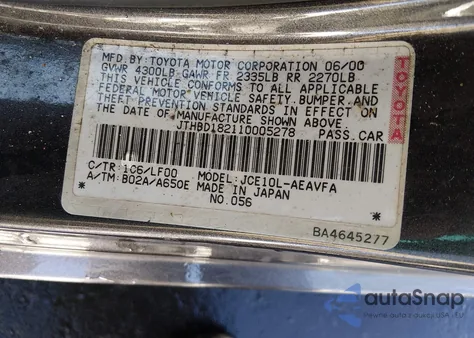 MFD. BY: TOYOTA MOTOR CORPORATION 06/00
GVWR 4300LB GAWR FR 2335LB RR 2270LB
THIS VEHICLE CONFORMS TO ALL APPLICABLE
FEDERAL MOTOR VEHICLE SAFETY, BUMPER, AND
THEFT PREVENTION STANDARDS IN EFFECT ON
THE DATE OF MANUFACTURE SHOWN ABOVE.
JTHBD182110005278 PASS.CAR
TOYOTA
C/TR: 1C6/LF00 MODEL: JCE10L-AEAVFA
A/TM: B02A/A650E MADE IN JAPAN
* NO.056 *
BA4645277
autoSnap